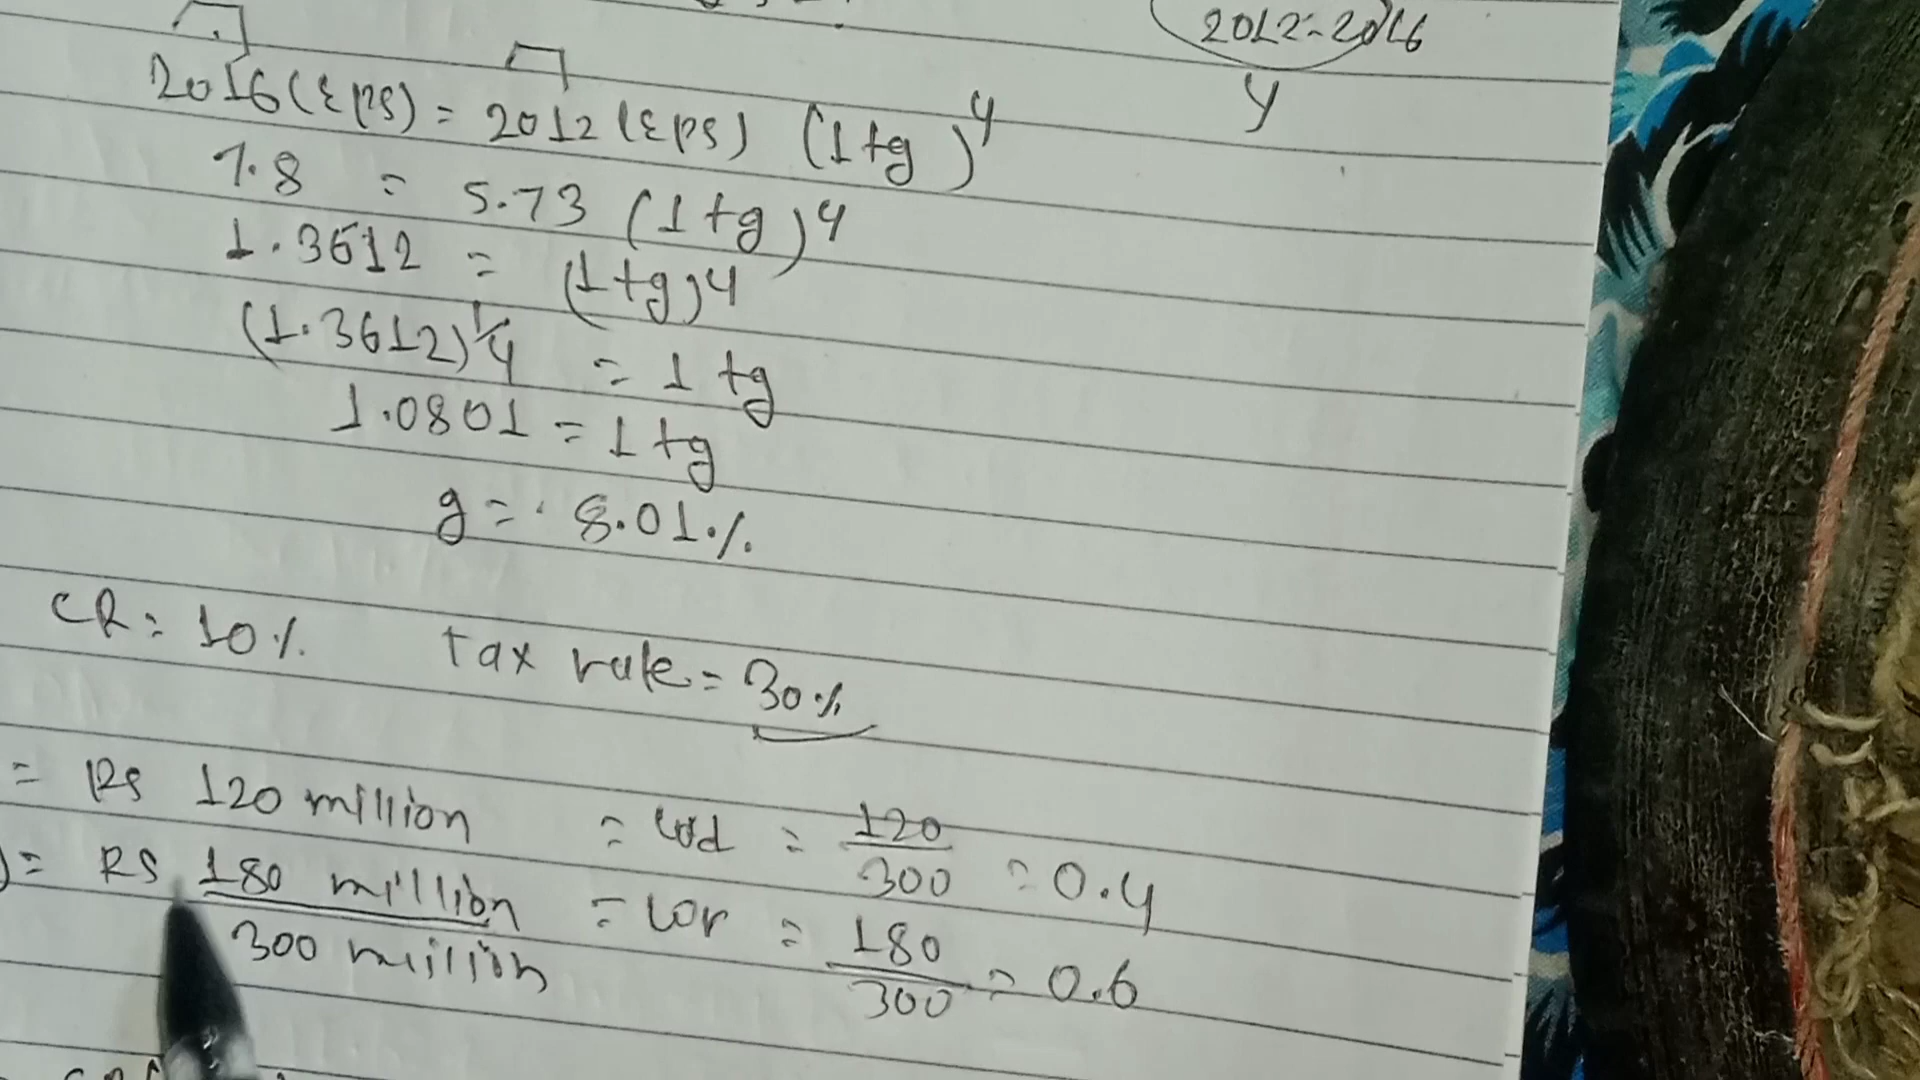 2012-2016
4
2016 (EPS) = 2012 (EPS) (1+g)^4
7.8 = 5.73 (1+g)^4
1.3612 = (1+g)^4
(1.3612)^1/4 = 1+g
1.0801 = 1+g
g = 8.01%
CR = 10% tax rate = 30%
= RS 120 million = wd = 120/300 = 0.4
) = RS 180 million = wr = 180/300 = 0.6
300 million